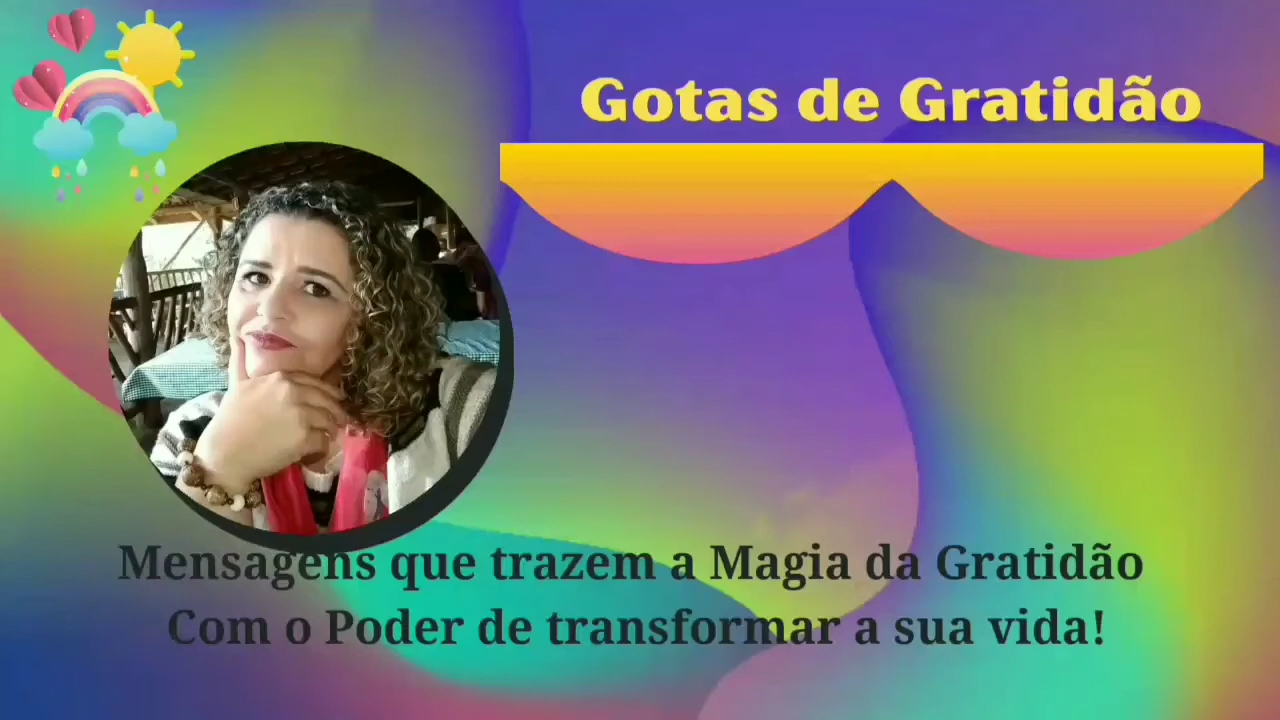 Gotas de Gratidão
Mensagens que trazem a Magia da Gratidão
Com o Poder de transformar a sua vida!